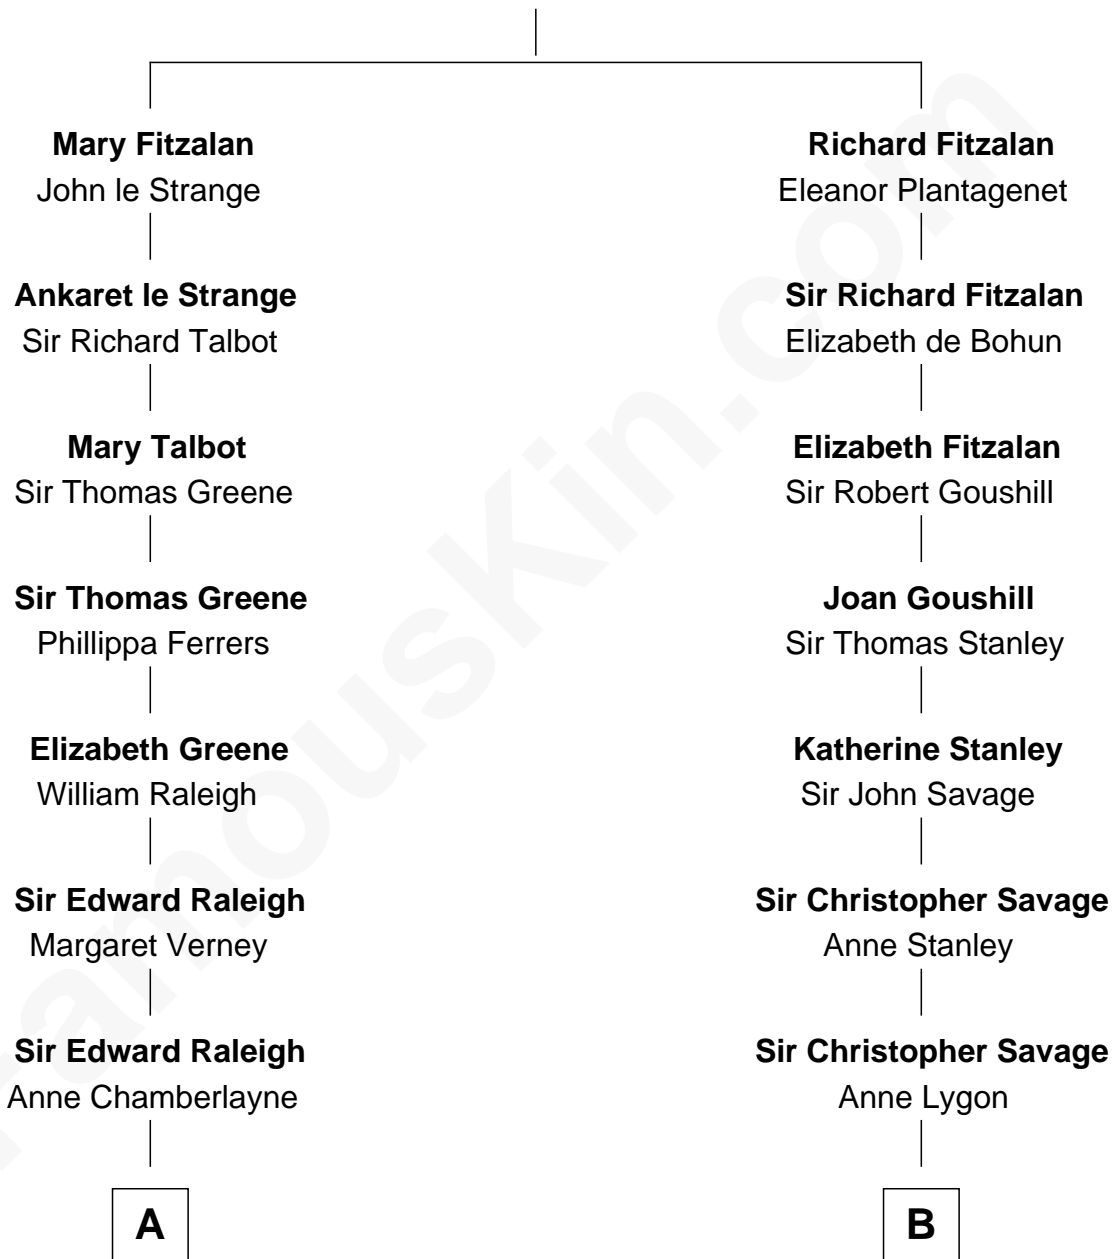 Mary Fitzalan
John le Strange
Ankaret le Strange
Sir Richard Talbot
Mary Talbot
Sir Thomas Greene
Sir Thomas Greene
Phillippa Ferrers
Elizabeth Greene
William Raleigh
Sir Edward Raleigh
Margaret Verney
Sir Edward Raleigh
Anne Chamberlayne
A
Richard Fitzalan
Eleanor Plantagenet
Sir Richard Fitzalan
Elizabeth de Bohun
Elizabeth Fitzalan
Sir Robert Goushill
Joan Goushill
Sir Thomas Stanley
Katherine Stanley
Sir John Savage
Sir Christopher Savage
Anne Stanley
Sir Christopher Savage
Anne Lygon
B
FamousKin.com